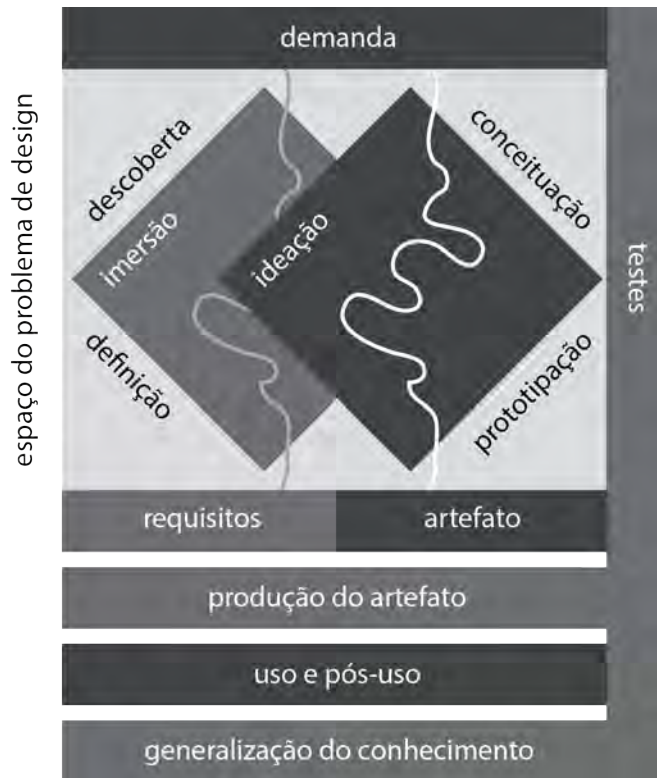 demanda
espaço do problema de design
descoberta
imersão
definição
ideação
conceituação
prototipação
testes
requisitos
artefato
produção do artefato
uso e pós-uso
generalização do conhecimento